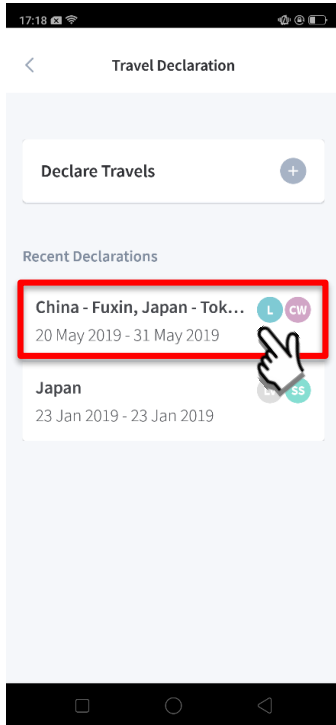 17:18
Travel Declaration
Declare Travels
Recent Declarations
China - Fuxin, Japan - Tok...
L CW
20 May 2019 - 31 May 2019
Japan
SS
23 Jan 2019 - 23 Jan 2019